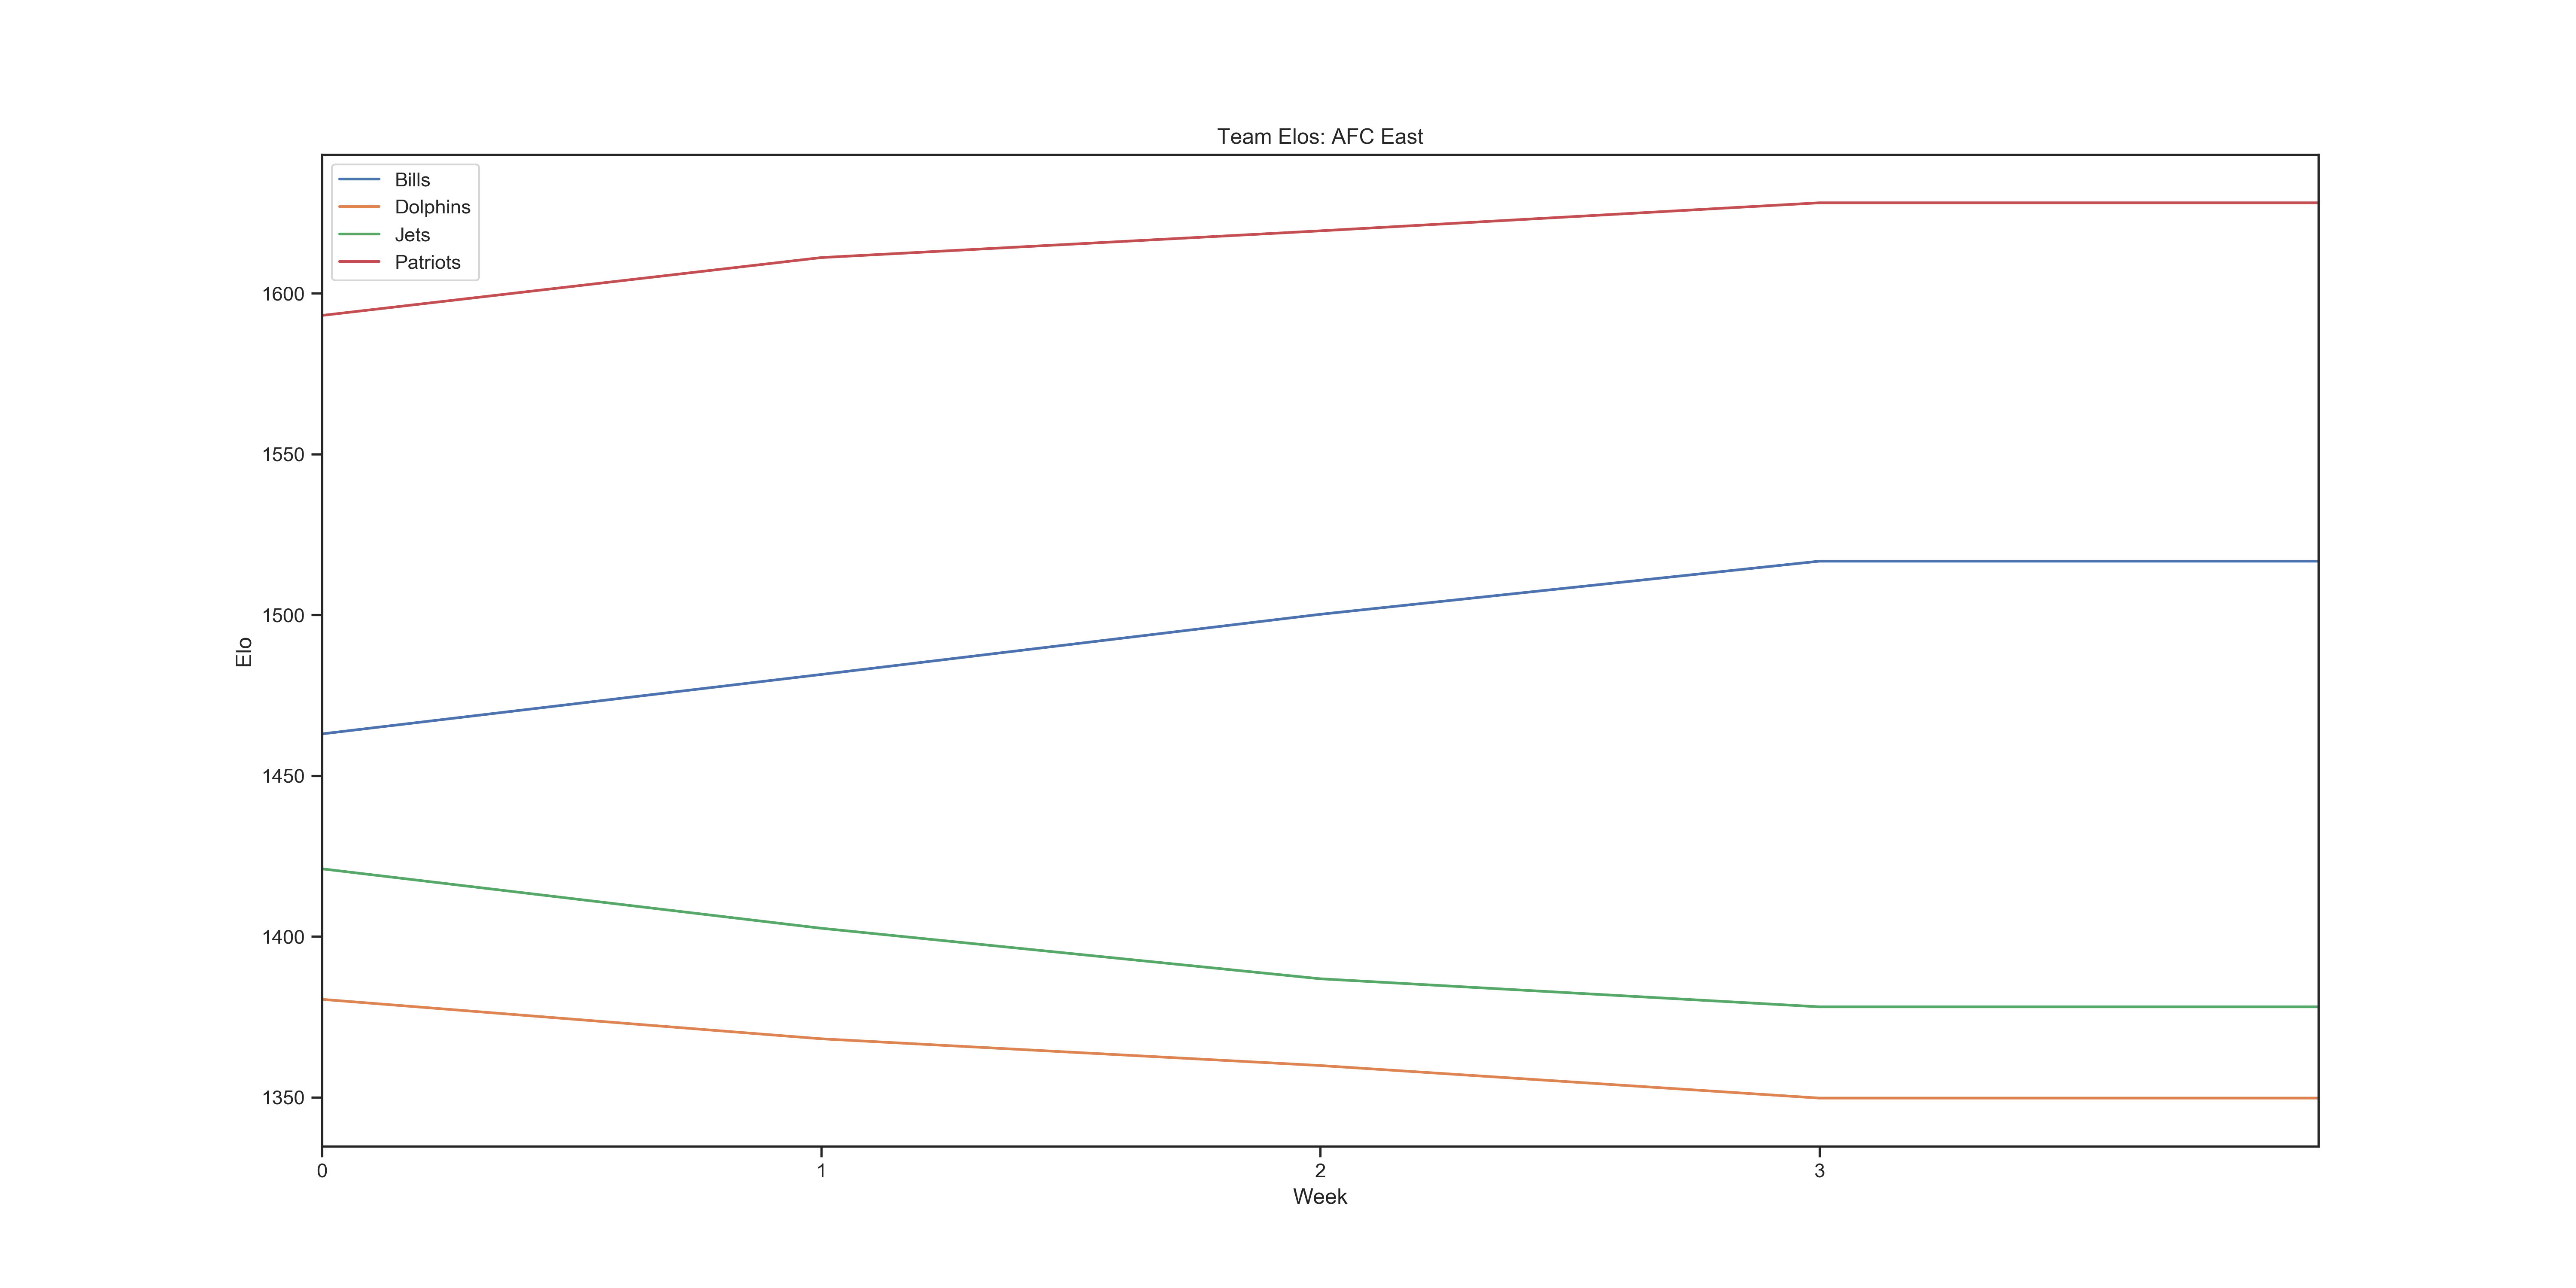 Team Elos: AFC East
Bills
Dolphins
Jets
Patriots
1600
1550
1500
1450
1400
1350
Elo
0 1 2 3
Week